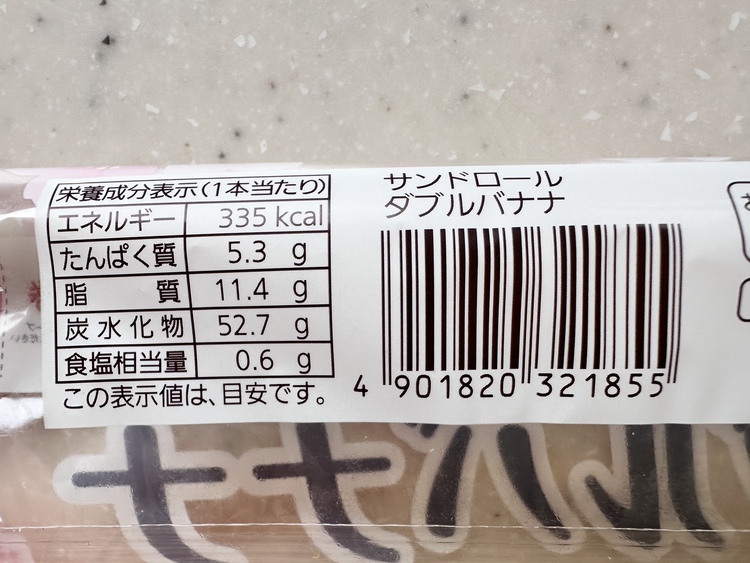 栄養成分表示(1本当たり)
エネルギー 335 kcal
たんぱく質 5.3 g
脂質 11.4 g
炭水化物 52.7 g
食塩相当量 0.6 g
この表示値は、目安です。
サンドロール
ダブルバナナ
4 901820 321855